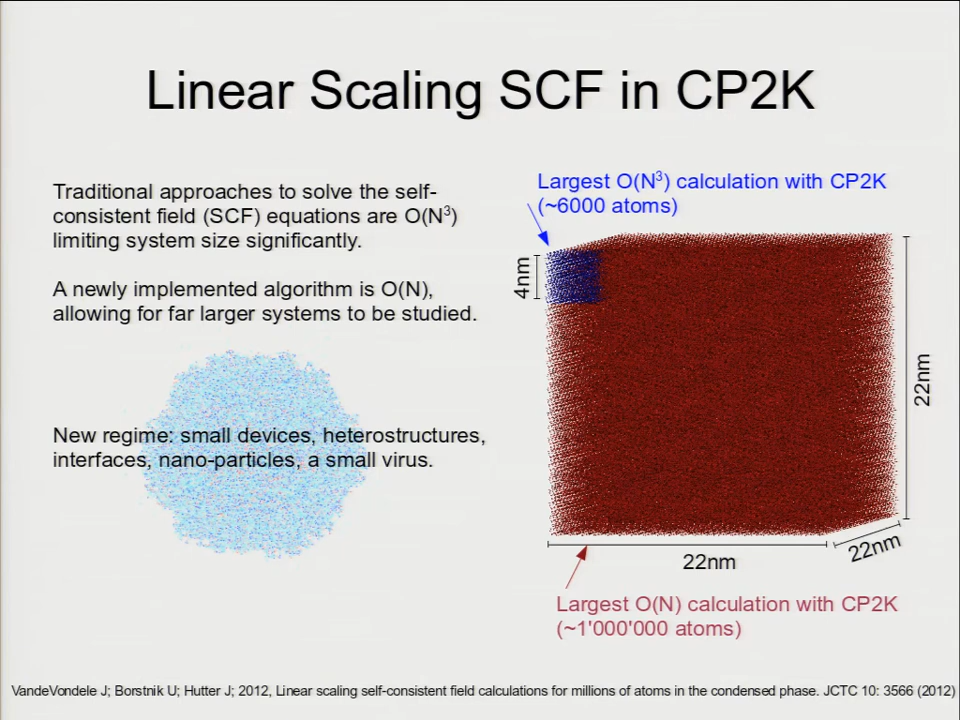 Linear Scaling SCF in CP2K
Traditional approaches to solve the self-
consistent field (SCF) equations are O(N³)
limiting system size significantly.
A newly implemented algorithm is O(N),
allowing for far larger systems to be studied.
New regime: small devices, heterostructures,
interfaces, nano-particles, a small virus.
Largest O(N³) calculation with CP2K
(~6000 atoms)
4nm
22nm
22nm
22nm
Largest O(N) calculation with CP2K
(~1'000'000 atoms)
VandeVondele J; Borstnik U; Hutter J; 2012, Linear scaling self-consistent field calculations for millions of atoms in the condensed phase. JCTC 10: 3566 (2012)